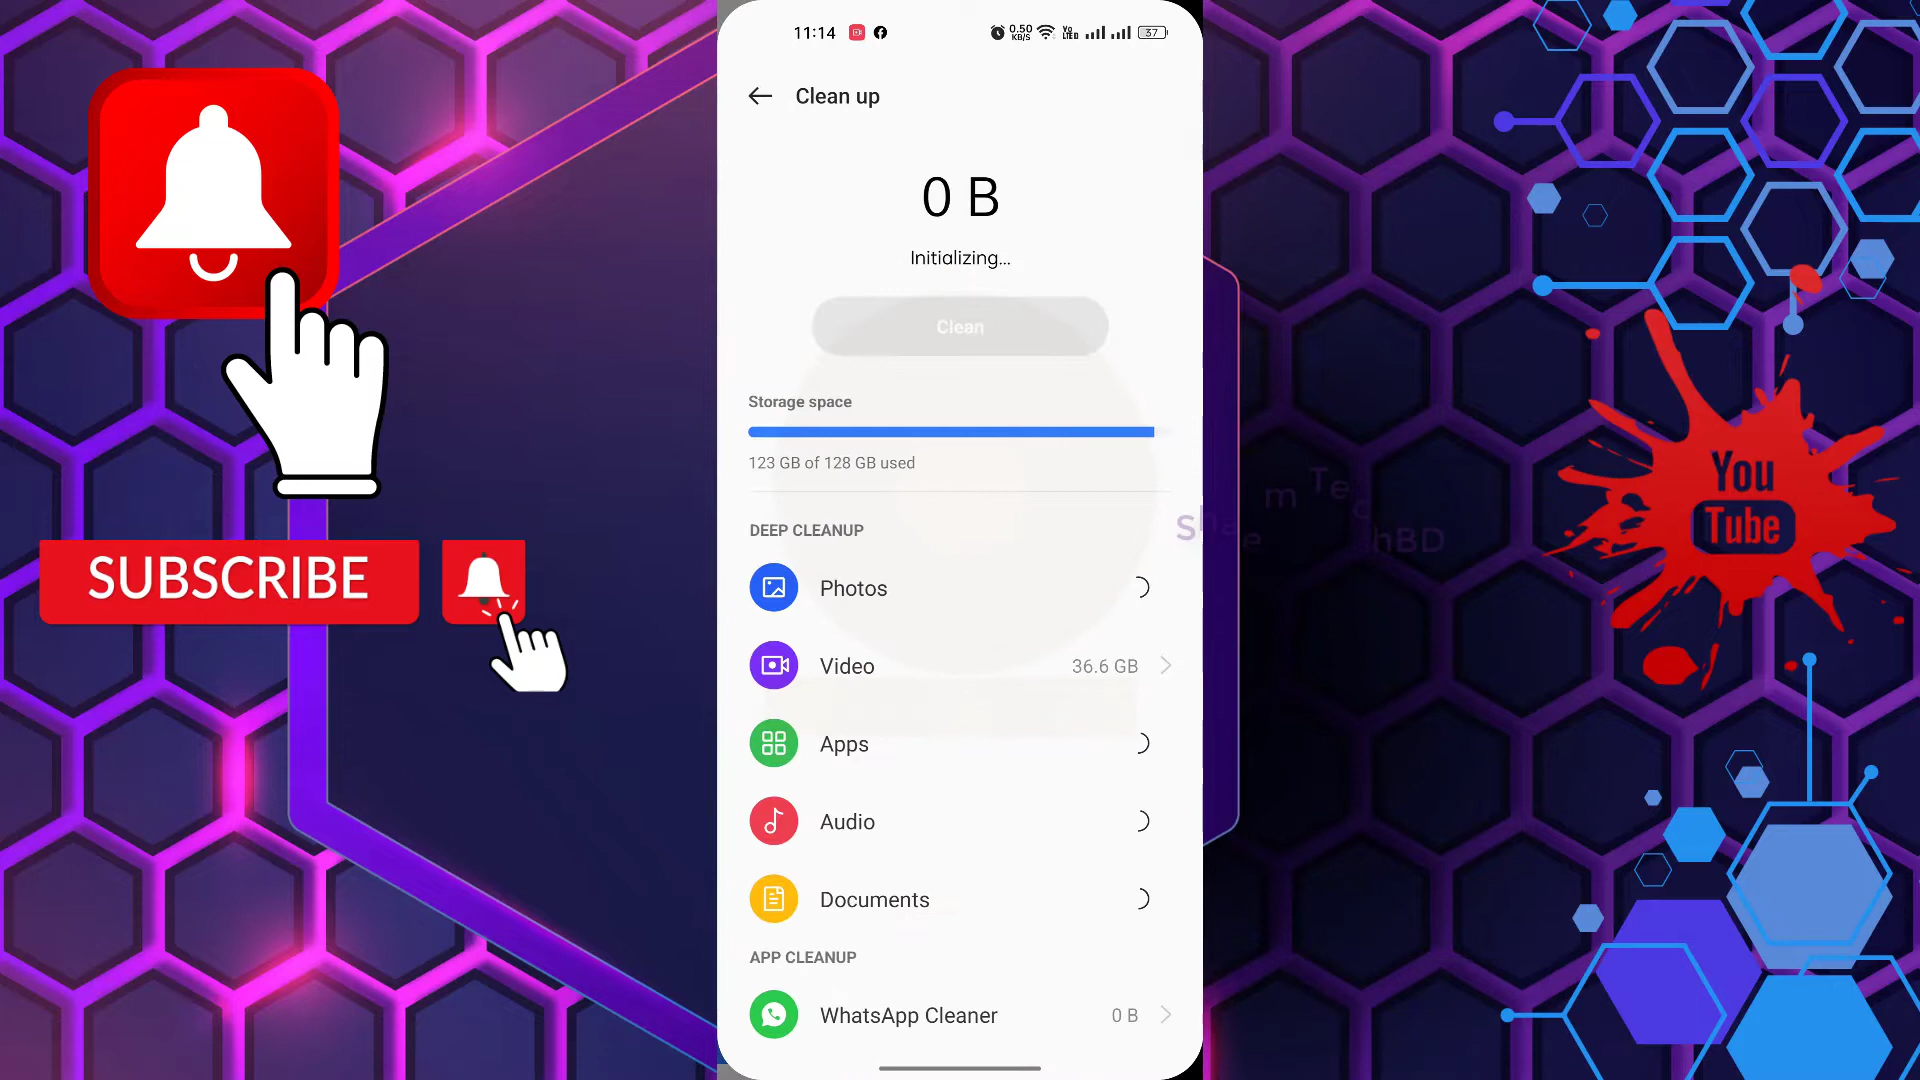 11:14
0.50
KB/S
37
Clean up
0 B
Initializing...
Clean
Storage space
123 GB of 128 GB used
DEEP CLEANUP
Photos
Video
36.6 GB
Apps
Audio
Documents
APP CLEANUP
WhatsApp Cleaner
0 B
SUBSCRIBE
You
Tube